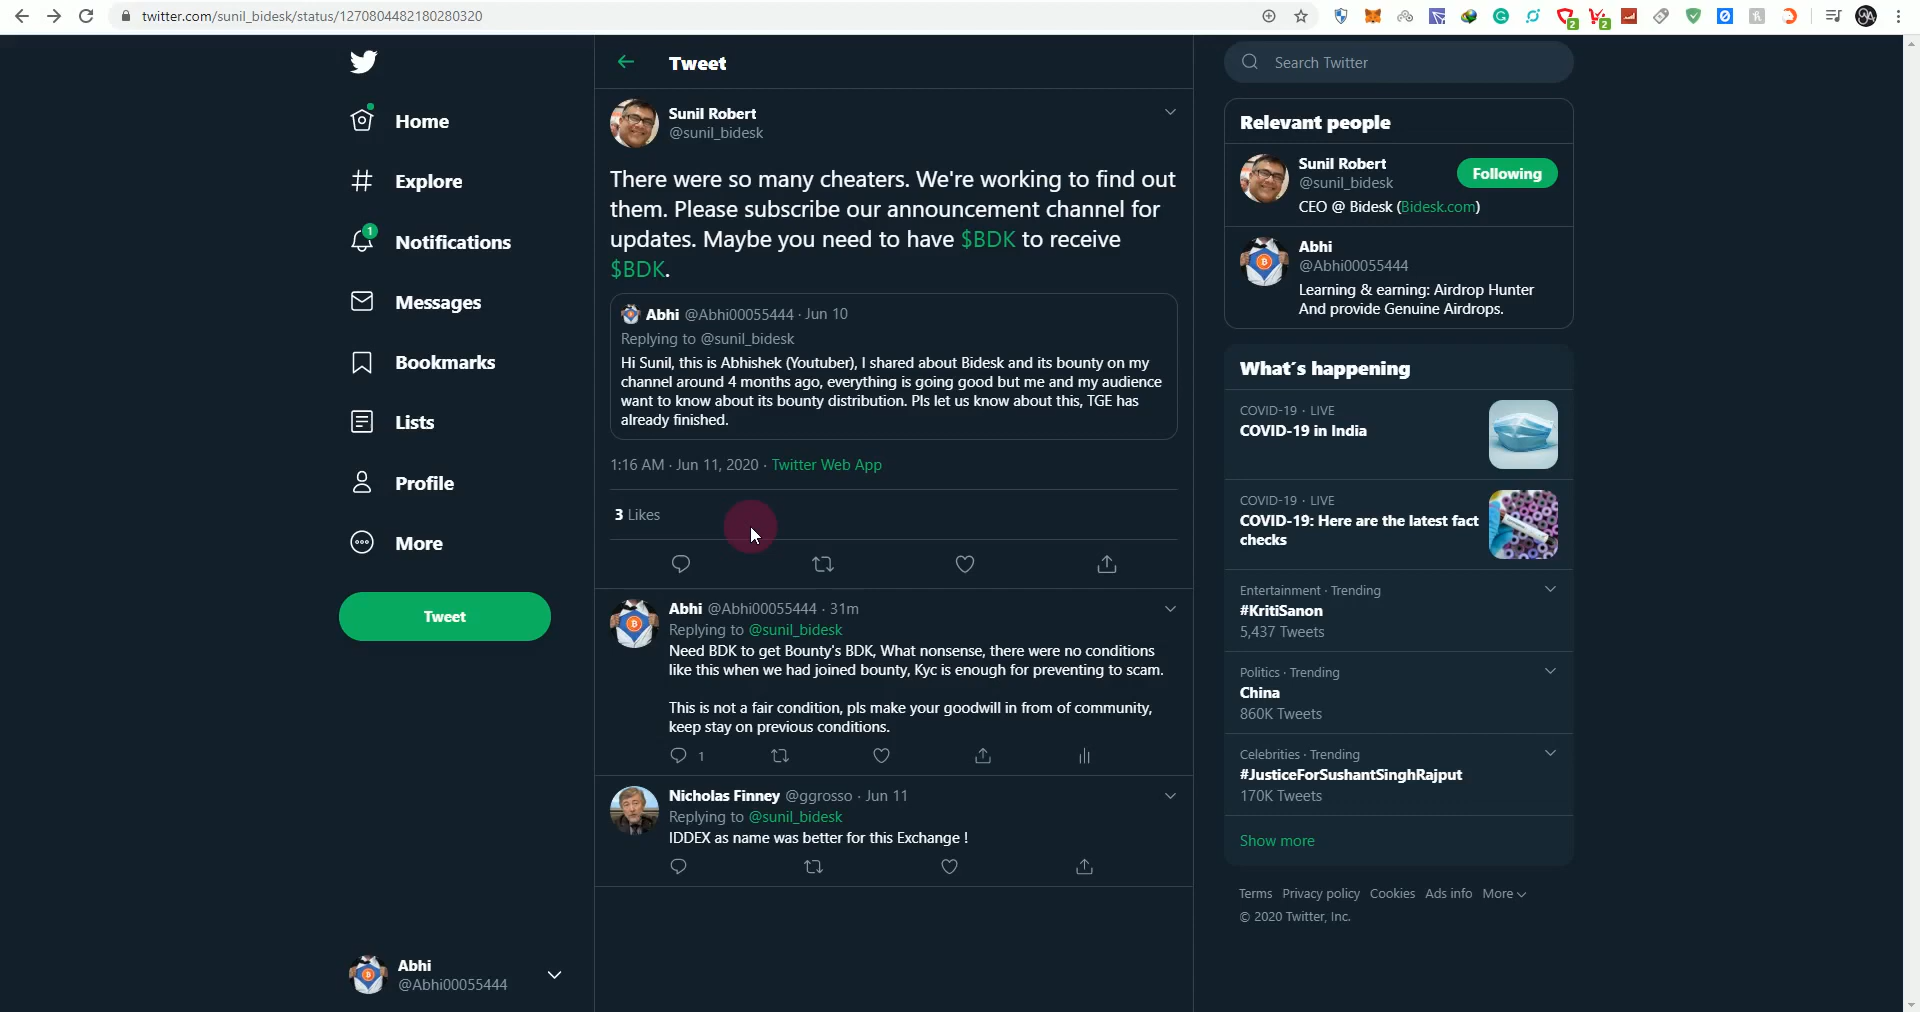 twitter.com/sunil_bidesk/status/1270804482180280320
2
2
Home
Explore
1
Notifications
Messages
Bookmarks
Lists
Profile
More
Tweet
Abhi
@Abhi00055444
Tweet
Sunil Robert
@sunil_bidesk
There were so many cheaters. We're working to find out
them. Please subscribe our announcement channel for
updates. Maybe you need to have $BDK to receive
$BDK.
Abhi @Abhi00055444 · Jun 10
Replying to @sunil_bidesk
Hi Sunil, this is Abhishek (Youtuber), I shared about Bidesk and its bounty on my
channel around 4 months ago, everything is going good but me and my audience
want to know about its bounty distribution. Pls let us know about this, TGE has
already finished.
1:16 AM · Jun 11, 2020 · Twitter Web App
3 Likes
Abhi @Abhi00055444 · 31m
Replying to @sunil_bidesk
Need BDK to get Bounty's BDK, What nonsense, there were no conditions
like this when we had joined bounty, Kyc is enough for preventing to scam.
This is not a fair condition, pls make your goodwill in from of community,
keep stay on previous conditions.
1
Nicholas Finney @ggrosso · Jun 11
Replying to @sunil_bidesk
IDDEX as name was better for this Exchange !
Search Twitter
Relevant people
Sunil Robert
@sunil_bidesk
Following
CEO @ Bidesk (Bidesk.com)
Abhi
@Abhi00055444
Learning & earning: Airdrop Hunter
And provide Genuine Airdrops.
What's happening
COVID-19 · LIVE
COVID-19 in India
COVID-19 · LIVE
COVID-19: Here are the latest fact
checks
Entertainment · Trending
#KritiSanon
5,437 Tweets
Politics · Trending
China
860K Tweets
Celebrities · Trending
#JusticeForSushantSinghRajput
170K Tweets
Show more
Terms Privacy policy Cookies Ads info More
© 2020 Twitter, Inc.